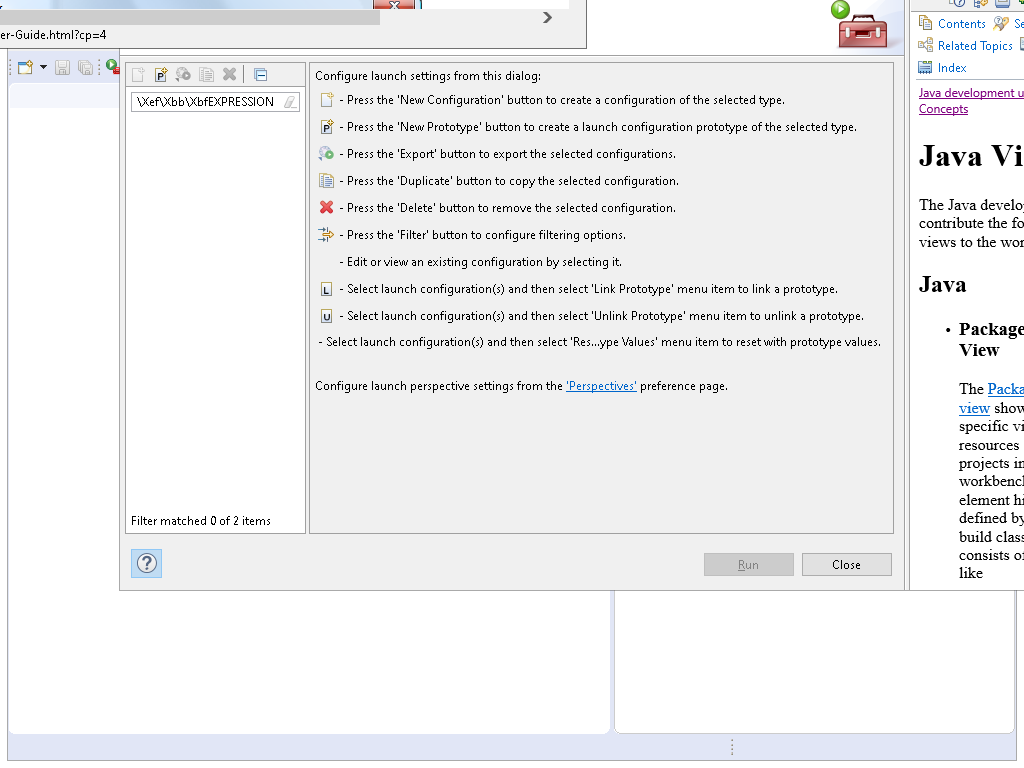 er-Guide.html?cp=4
\Xef\Xbb\XbfEXPRESSION
Filter matched 0 of 2 items
Configure launch settings from this dialog:
- Press the 'New Configuration' button to create a configuration of the selected type.
- Press the 'New Prototype' button to create a launch configuration prototype of the selected type.
- Press the 'Export' button to export the selected configurations.
- Press the 'Duplicate' button to copy the selected configuration.
- Press the 'Delete' button to remove the selected configuration.
- Press the 'Filter' button to configure filtering options.
- Edit or view an existing configuration by selecting it.
L - Select launch configuration(s) and then select 'Link Prototype' menu item to link a prototype.
U - Select launch configuration(s) and then select 'Unlink Prototype' menu item to unlink a prototype.
- Select launch configuration(s) and then select 'Res...ype Values' menu item to reset with prototype values.
Configure launch perspective settings from the 'Perspectives' preference page.
Run Close
Contents Se
Related Topics
Index
Java development u
Concepts
Java Vi
The Java develop
contribute the fo
views to the wor
Java
• Package
View
The Packa
view show
specific vi
resources
projects in
workbencl
element hi
defined by
build class
consists of
like